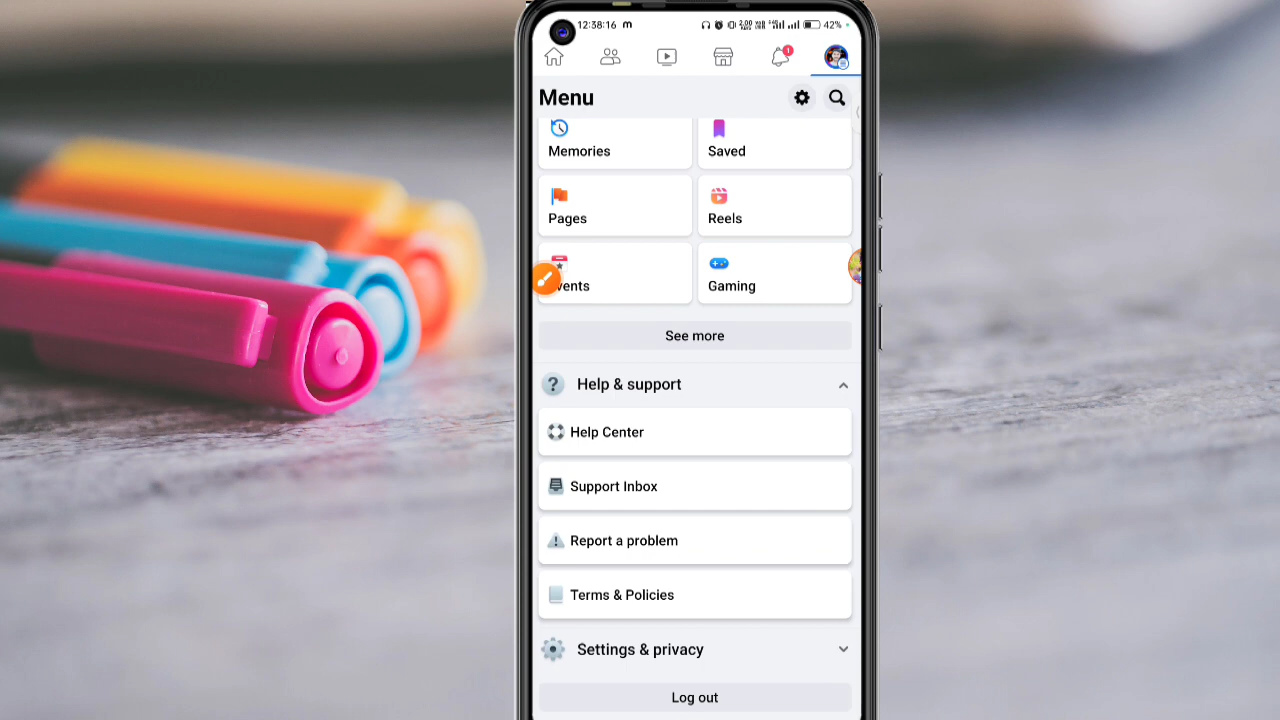 12:38:16 m 42%
Menu
Memories
Saved
Pages
Reels
vents
Gaming
See more
Help & support
Help Center
Support Inbox
Report a problem
Terms & Policies
Settings & privacy
Log out